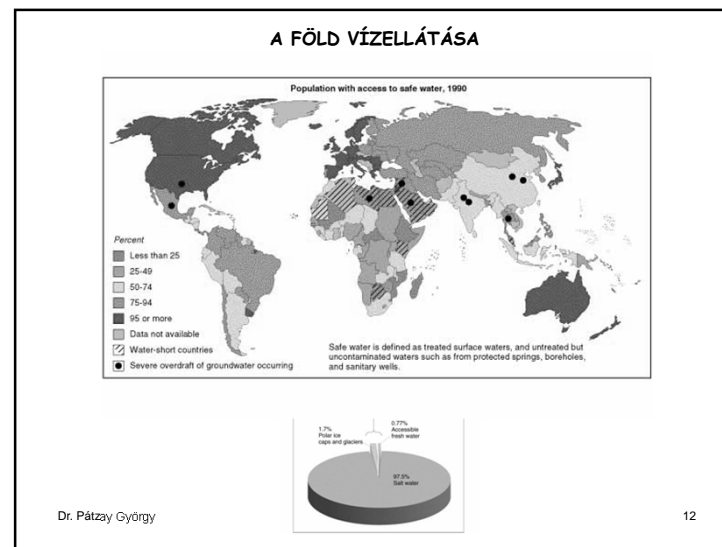 A FÖLD VÍZELLÁTÁSA
Population with access to safe water, 1990
Percent
Less than 25
25-49
50-74
75-94
95 or more
Data not available
Water-short countries
Severe overdraft of groundwater occurring
Safe water is defined as treated surface waters, and untreated but
uncontaminated waters such as from protected springs, boreholes,
and sanitary wells.
1.7%
Polar ice
caps and glaciers
0.77%
Accessible
fresh water
97.5%
Salt water
Dr. Pátzay György
12